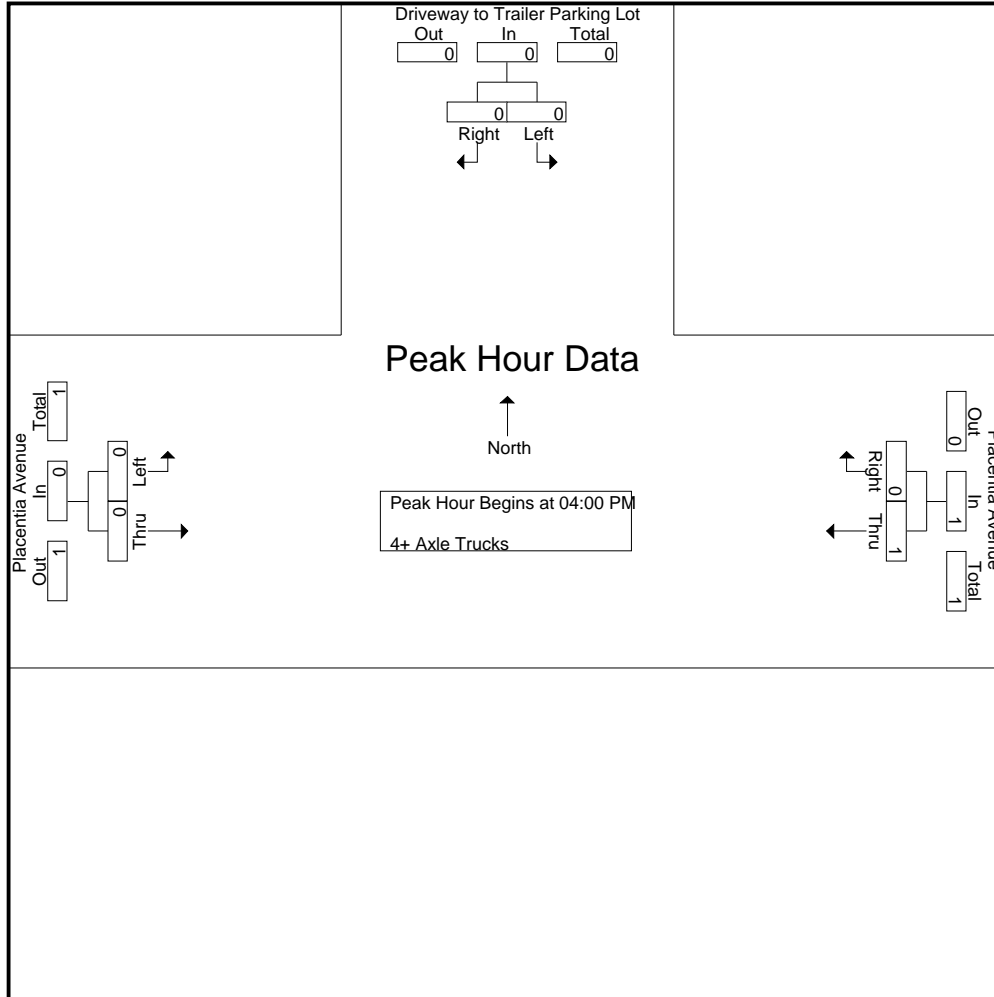 Driveway to Trailer Parking Lot
Out In Total
0 0 0
0 0
Right Left
Peak Hour Data
North
Peak Hour Begins at 04:00 PM
4+ Axle Trucks
Placentia Avenue
Out In Total
1 0 1
0 0
Thru Left
Placentia Avenue
Out In Total
0 1 1
0 1
Right Thru